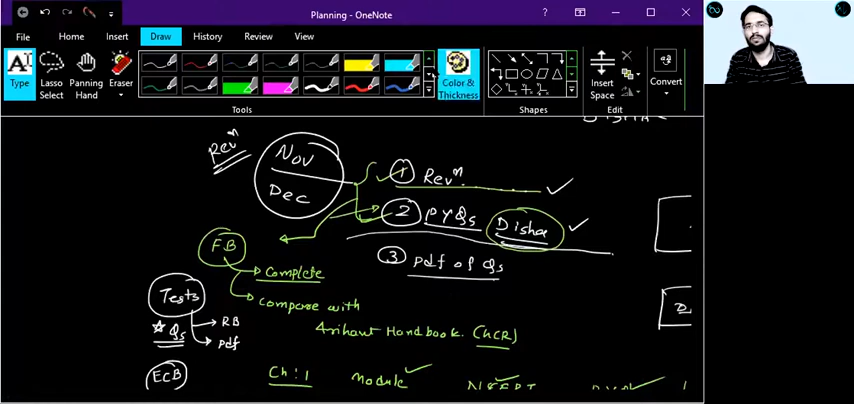 Planning - OneNote
File Home Insert Draw History Review View
Type Lasso Select Panning Hand Eraser Color & Thickness Insert Space Convert
Tools Shapes Edit
Revⁿ
Nov
Dec
1 Revⁿ.
2 PYQs Disha
3 Pdf of Qs
FB
Complete
Compare with
Arihant Handbook. (hCR)
Tests
Qs
RB
Pdf
ECB
Ch:1 Module NCERT